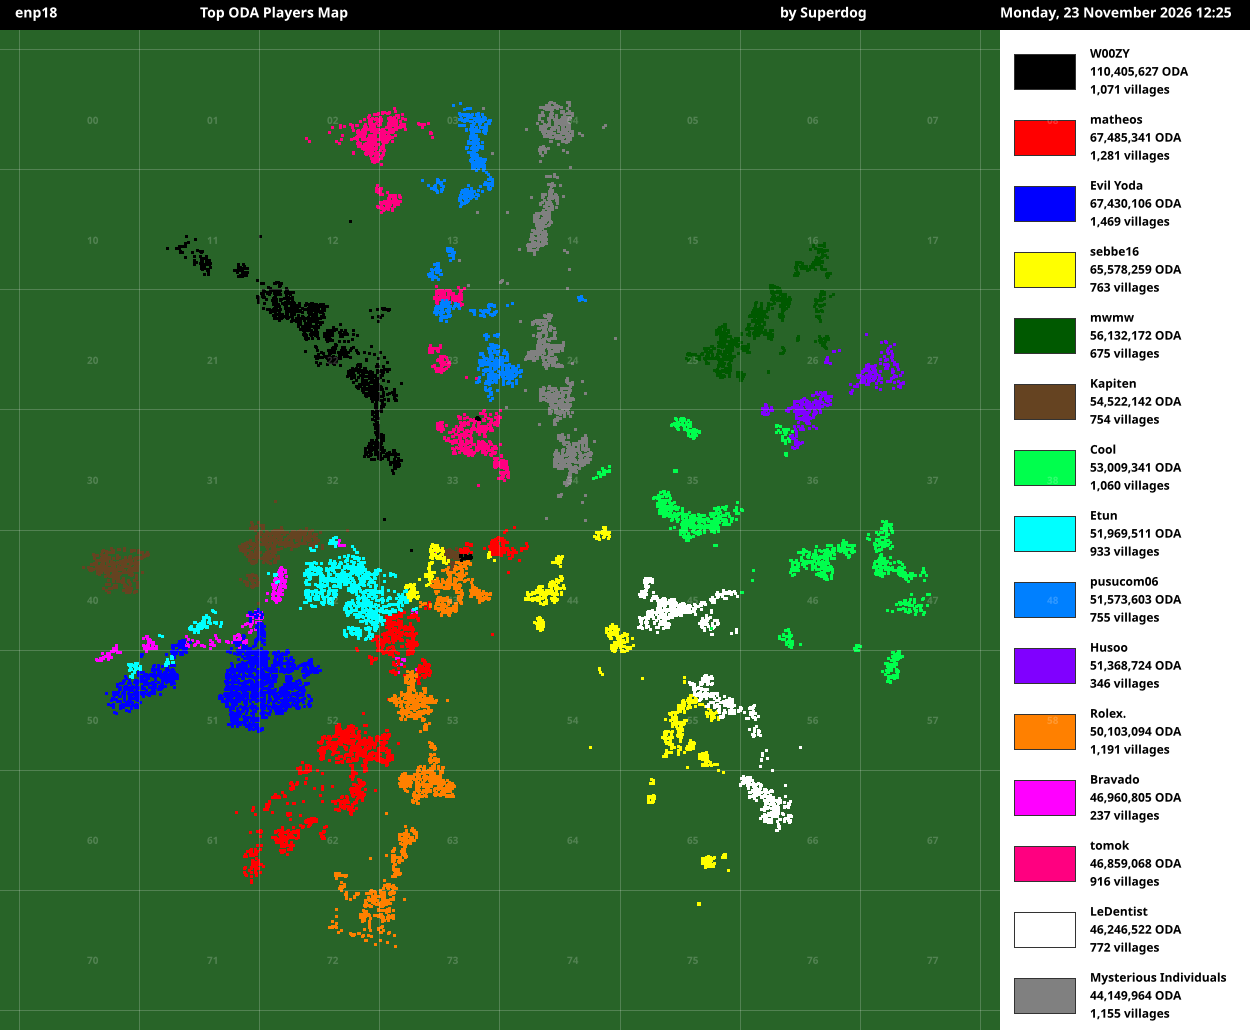 enp18 Top ODA Players Map by Superdog Monday, 23 November 2026 12:25
W00ZY
110,405,627 ODA
1,071 villages
matheos
67,485,341 ODA
1,281 villages
Evil Yoda
67,430,106 ODA
1,469 villages
sebbe16
65,578,259 ODA
763 villages
mwmw
56,132,172 ODA
675 villages
Kapiten
54,522,142 ODA
754 villages
Cool
53,009,341 ODA
1,060 villages
Etun
51,969,511 ODA
933 villages
pusucom06
51,573,603 ODA
755 villages
Husoo
51,368,724 ODA
346 villages
Rolex.
50,103,094 ODA
1,191 villages
Bravado
46,960,805 ODA
237 villages
tomok
46,859,068 ODA
916 villages
LeDentist
46,246,522 ODA
772 villages
Mysterious Individuals
44,149,964 ODA
1,155 villages
00 01 02 03 04 05 07
10 11 12 13 14 15 16 17
20 21 23 24 25 26 27
30 31 32 33 34 35 36 37
40 41 43 44 45 46 47 48
50 51 52 53 54 55 56 57 58
60 61 62 63 64 65 66 67
70 71 72 73 74 75 76 77